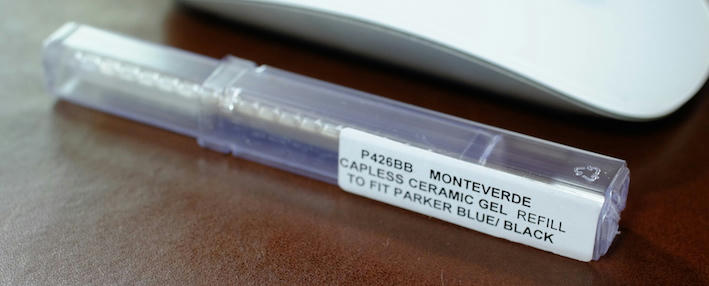 P426BB MONTEVERDE
CAPLESS CERAMIC GEL REFILL
TO FIT PARKER BLUE/ BLACK